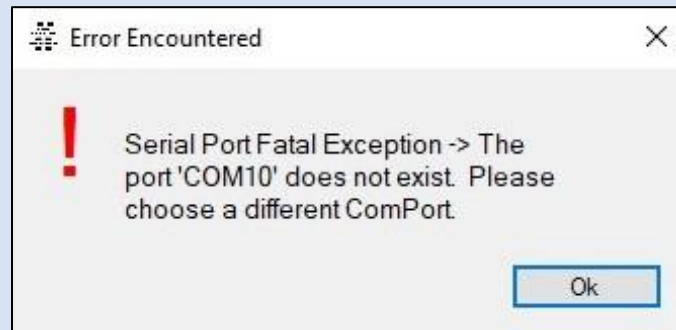 Error Encountered
Serial Port Fatal Exception -> The
port 'COM10' does not exist. Please
choose a different ComPort.
Ok